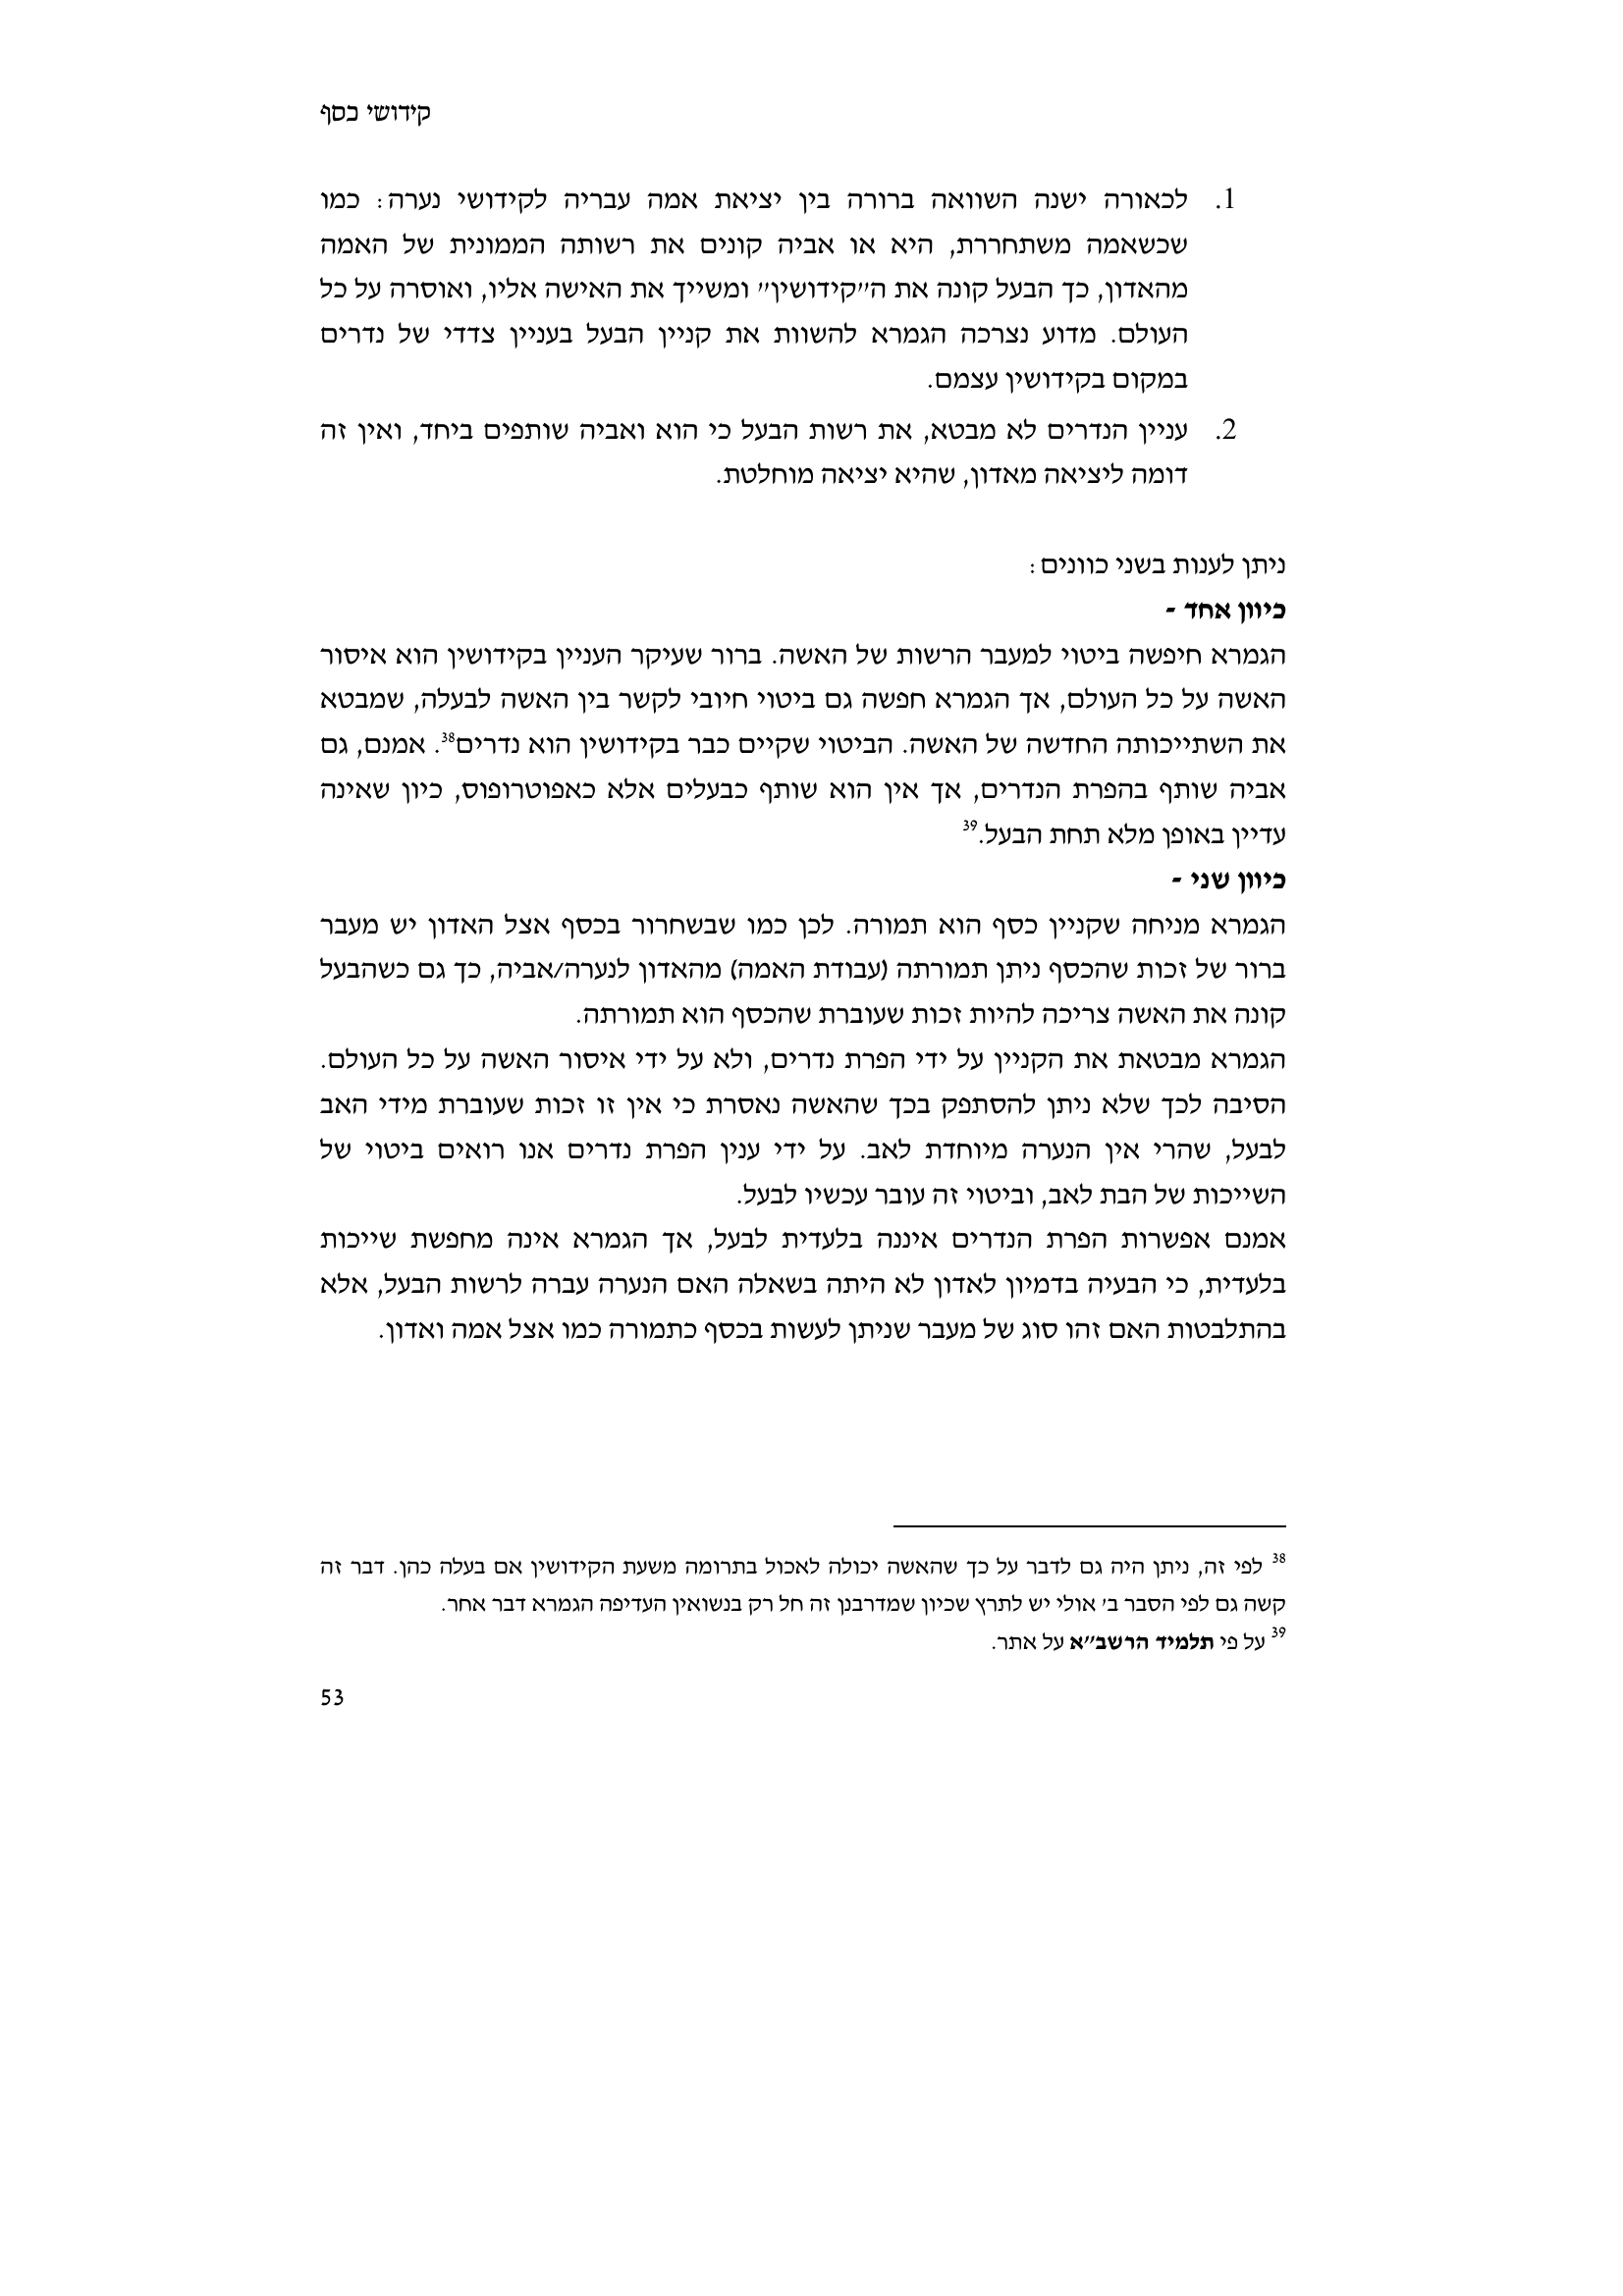 קידושי כסף
1. לכאורה ישנה השוואה ברורה בין יציאת אמה עבריה לקידושי נערה: כמו
שכשאמה משתחררת, היא או אביה קונים את רשותה הממונית של האמה
מהאדון, כך הבעל קונה את ה"קידושין" ומשייך את האישה אליו, ואוסרה על כל
העולם. מדוע נצרכה הגמרא להשוות את קניין הבעל בעניין צדדי של נדרים
במקום בקידושין עצמם.
2. עניין הנדרים לא מבטא, את רשות הבעל כי הוא ואביה שותפים ביחד, ואין זה
דומה ליציאה מאדון, שהיא יציאה מוחלטת.
ניתן לענות בשני כוונים:
כיוון אחד -
הגמרא חיפשה ביטוי למעבר הרשות של האשה. ברור שעיקר העניין בקידושין הוא איסור
האשה על כל העולם, אך הגמרא חפשה גם ביטוי חיובי לקשר בין האשה לבעלה, שמבטא
את השתייכותה החדשה של האשה. הביטוי שקיים כבר בקידושין הוא נדרים38. אמנם, גם
אביה שותף בהפרת הנדרים, אך אין הוא שותף כבעלים אלא כאפוטרופוס, כיון שאינה
עדיין באופן מלא תחת הבעל.39
כיוון שני -
הגמרא מניחה שקניין כסף הוא תמורה. לכן כמו שבשחרור בכסף אצל האדון יש מעבר
ברור של זכות שהכסף ניתן תמורתה (עבודת האמה) מהאדון לנערה/אביה, כך גם כשהבעל
קונה את האשה צריכה להיות זכות שעוברת שהכסף הוא תמורתה.
הגמרא מבטאת את הקניין על ידי הפרת נדרים, ולא על ידי איסור האשה על כל העולם.
הסיבה לכך שלא ניתן להסתפק בכך שהאשה נאסרת כי אין זו זכות שעוברת מידי האב
לבעל, שהרי אין הנערה מיוחדת לאב. על ידי ענין הפרת נדרים אנו רואים ביטוי של
השייכות של הבת לאב, וביטוי זה עובר עכשיו לבעל.
אמנם אפשרות הפרת הנדרים איננה בלעדית לבעל, אך הגמרא אינה מחפשת שייכות
בלעדית, כי הבעיה בדמיון לאדון לא היתה בשאלה האם הנערה עברה לרשות הבעל, אלא
בהתלבטות האם זהו סוג של מעבר שניתן לעשות בכסף כתמורה כמו אצל אמה ואדון.
38 לפי זה, ניתן היה גם לדבר על כך שהאשה יכולה לאכול בתרומה משעת הקידושין אם בעלה כהן. דבר זה
קשה גם לפי הסבר ב' אולי יש לתרץ שכיון שמדרבנן זה חל רק בנשואין העדיפה הגמרא דבר אחר.
39 על פי תלמיד הרשב"א על אתר.
53